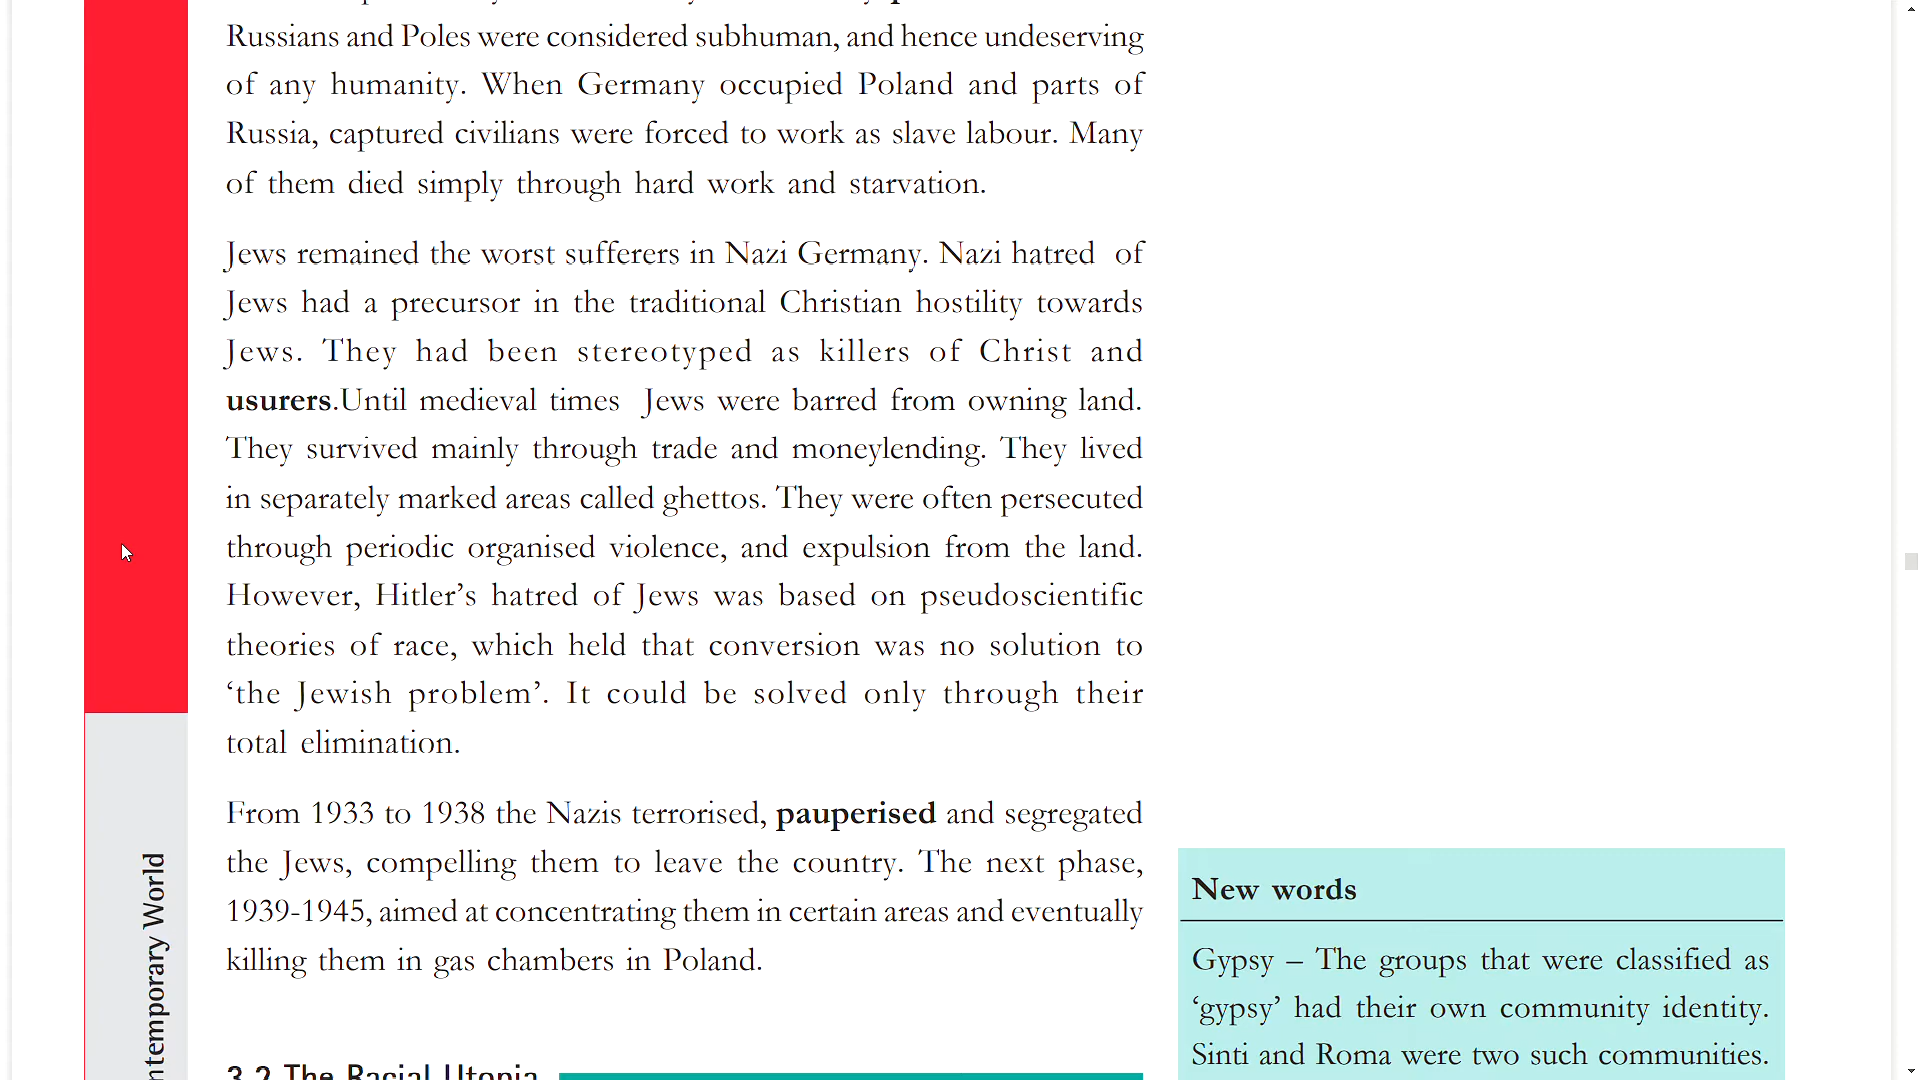 Russians and Poles were considered subhuman, and hence undeserving
of any humanity. When Germany occupied Poland and parts of
Russia, captured civilians were forced to work as slave labour. Many
of them died simply through hard work and starvation.
Jews remained the worst sufferers in Nazi Germany. Nazi hatred of
Jews had a precursor in the traditional Christian hostility towards
Jews. They had been stereotyped as killers of Christ and
usurers.Until medieval times Jews were barred from owning land.
They survived mainly through trade and moneylending. They lived
in separately marked areas called ghettos. They were often persecuted
through periodic organised violence, and expulsion from the land.
However, Hitler’s hatred of Jews was based on pseudoscientific
theories of race, which held that conversion was no solution to
‘the Jewish problem’. It could be solved only through their
total elimination.
From 1933 to 1938 the Nazis terrorised, pauperised and segregated
the Jews, compelling them to leave the country. The next phase,
1939-1945, aimed at concentrating them in certain areas and eventually
killing them in gas chambers in Poland.
3.2 The Racial Utopia
New words
Gypsy – The groups that were classified as
‘gypsy’ had their own community identity.
Sinti and Roma were two such communities.
ntemporary World